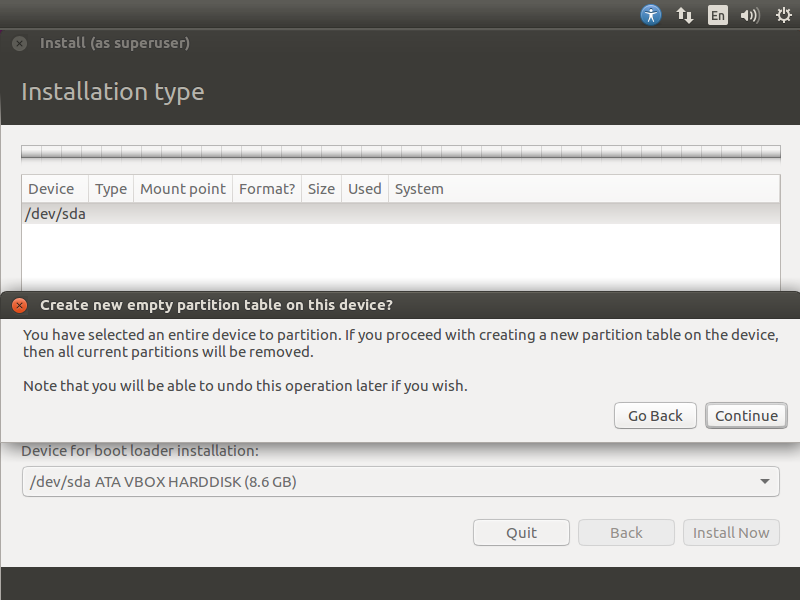 En
Install (as superuser)
Installation type
Device Type Mount point Format? Size Used System
/dev/sda
Create new empty partition table on this device?
You have selected an entire device to partition. If you proceed with creating a new partition table on the device,
then all current partitions will be removed.
Note that you will be able to undo this operation later if you wish.
Go Back Continue
Device for boot loader installation:
/dev/sda ATA VBOX HARDDISK (8.6 GB)
Quit Back Install Now